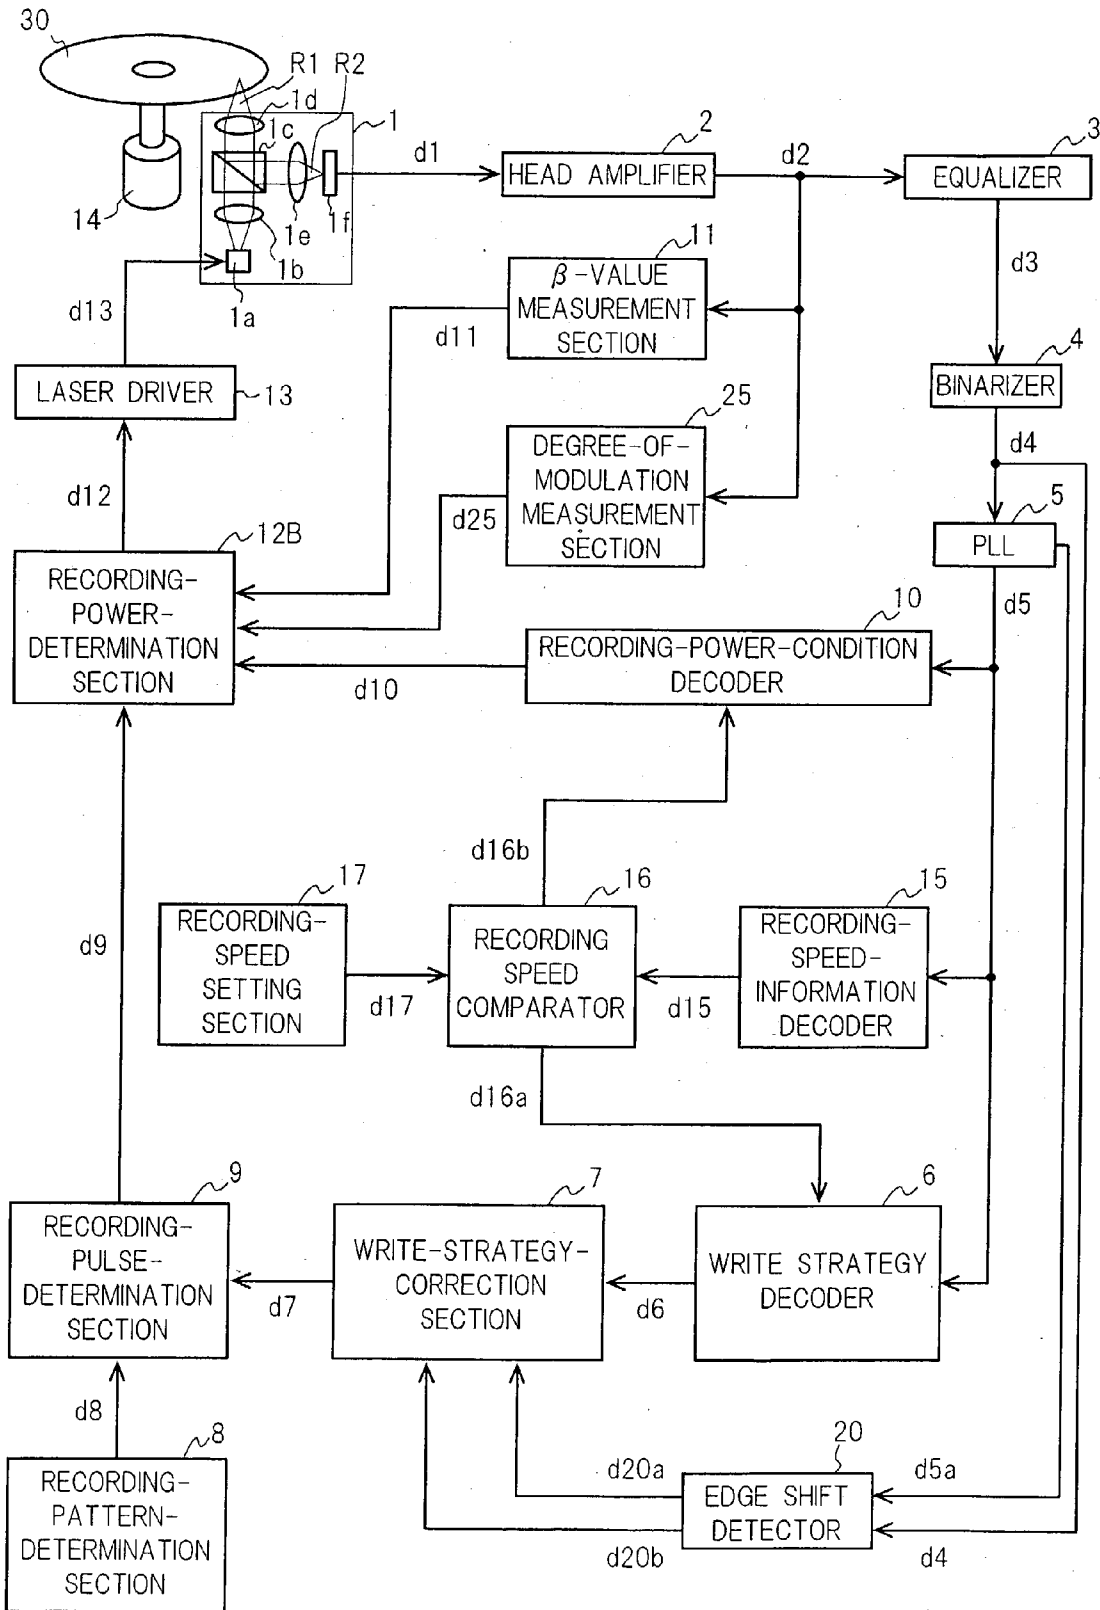 30
R1
R2
1d
1
1c
d1
2
HEAD AMPLIFIER
d2
3
EQUALIZER
14
1e
1f
1b
1a
d13
11
β-VALUE
MEASUREMENT
SECTION
d11
d3
4
BINARIZER
LASER DRIVER
13
25
DEGREE-OF-
MODULATION
MEASUREMENT
SECTION
d25
d4
5
PLL
d12
12B
RECORDING-
POWER-
DETERMINATION
SECTION
d5
10
RECORDING-POWER-CONDITION
DECODER
d10
d16b
17
RECORDING-
SPEED
SETTING
SECTION
d17
16
RECORDING
SPEED
COMPARATOR
d15
15
RECORDING-
SPEED-
INFORMATION
DECODER
d9
d16a
9
RECORDING-
PULSE-
DETERMINATION
SECTION
d7
7
WRITE-STRATEGY-
CORRECTION
SECTION
d6
6
WRITE STRATEGY
DECODER
d8
8
RECORDING-
PATTERN-
DETERMINATION
SECTION
d20a
d20b
20
EDGE SHIFT
DETECTOR
d5a
d4